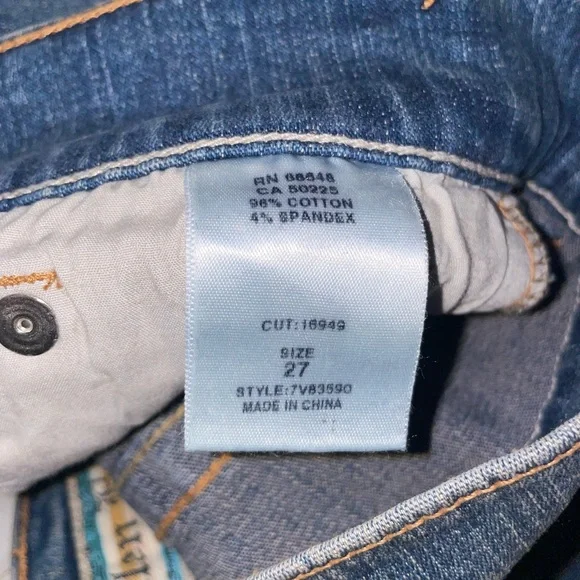 RN 66548
CA 50225
96% COTTON
4% SPANDEX
CUT: 16949
SIZE
27
STYLE:7V83590
MADE IN CHINA